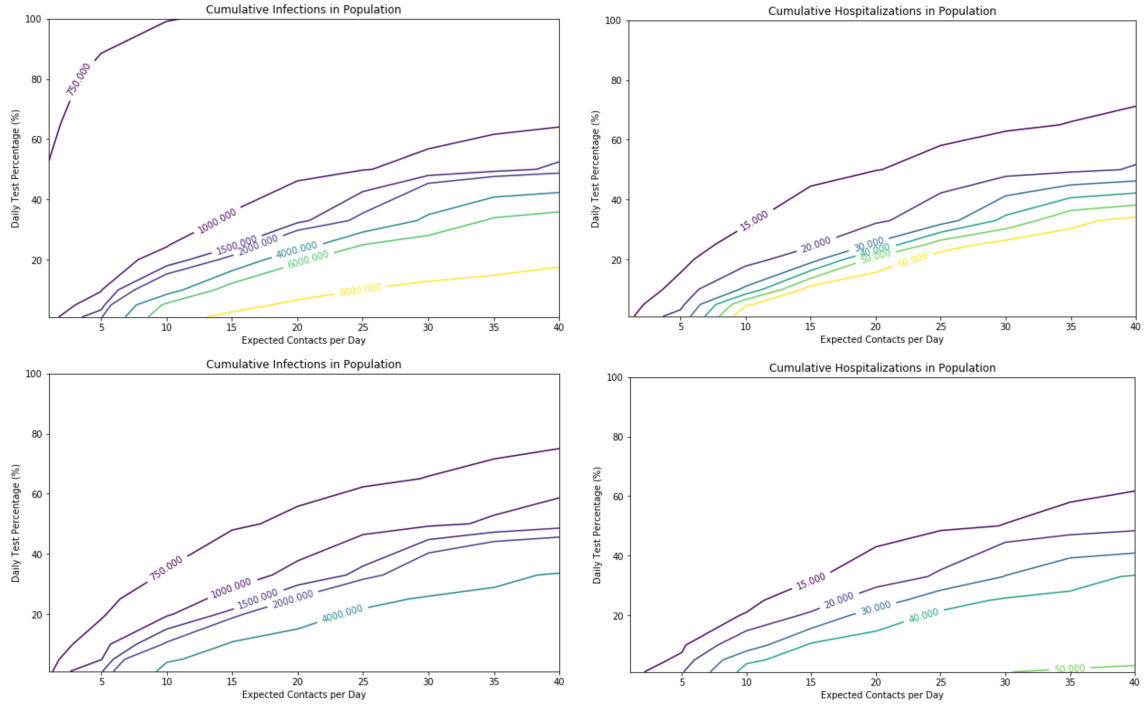 Cumulative Infections in Population
100
80
60
40
20
Daily Test Percentage (%)
750.000
1000.000
1500.000
2000.000
4000.000
6000.000
8000.000
5 10 15 20 25 30 35 40
Expected Contacts per Day
Cumulative Hospitalizations in Population
100
80
60
40
20
Daily Test Percentage (%)
15.000
20.000
30.000
40.000
50.000
60.000
5 10 15 20 25 30 35 40
Expected Contacts per Day
Cumulative Infections in Population
100
80
60
40
20
Daily Test Percentage (%)
750.000
1000.000
1500.000
2000.000
4000.000
5 10 15 20 25 30 35 40
Expected Contacts per Day
Cumulative Hospitalizations in Population
100
80
60
40
20
Daily Test Percentage (%)
15.000
20.000
30.000
40.000
50.000
5 10 15 20 25 30 35 40
Expected Contacts per Day